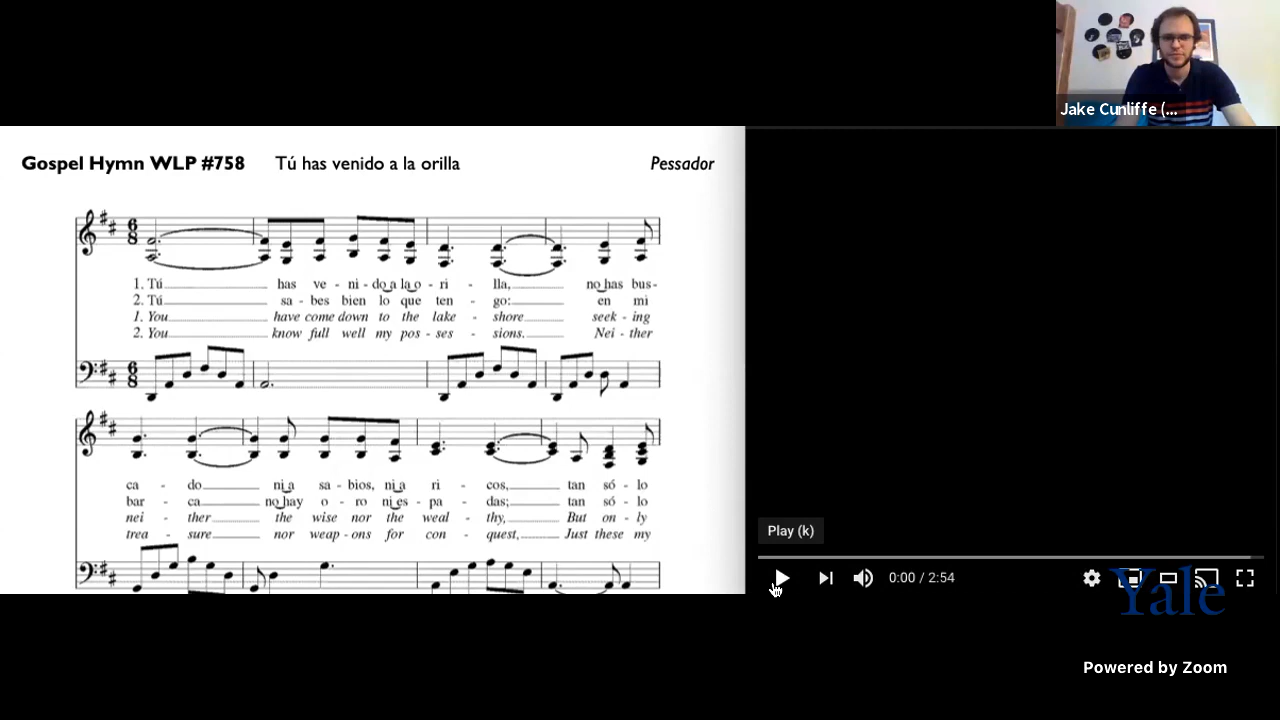 Jake Cunliffe (...
Gospel Hymn WLP #758 Tú has venido a la orilla Pessador
1. Tú has ve - ni - do a la o - ri - lla, no has bus-
2. Tú sa - bes bien lo que ten - go: en mi
1. You have come down to the lake - shore seek - ing
2. You know full well my pos - ses - sions. Nei - ther
ca - do ni a sa - bios, ni a ri - cos, tan só - lo
bar - ca no hay o - ro ni es - pa - das; tan só - lo
nei - ther the wise nor the weal - thy, But on - ly
trea - sure nor weap - ons for con - quest, Just these my
Play (k)
0:00 / 2:54
Yale
Powered by Zoom